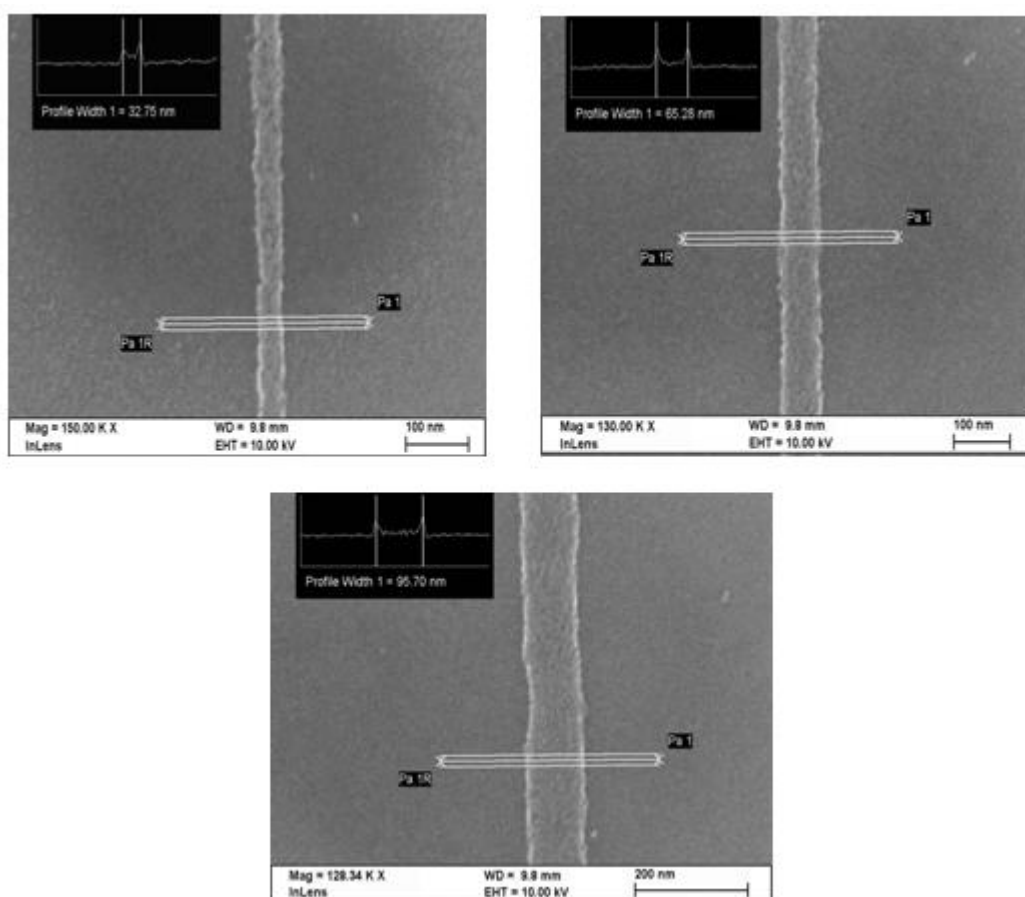 Profile Width 1 = 32.75 nm
Pa 1
Pa 1R
Mag = 150.00 K X WD = 9.8 mm 100 nm
InLens EHT = 10.00 kV
Profile Width 1 = 65.28 nm
Pa 1
Pa 1R
Mag = 130.00 K X WD = 9.8 mm 100 nm
InLens EHT = 10.00 kV
Profile Width 1 = 95.70 nm
Pa 1
Pa 1R
Mag = 128.34 K X WD = 9.8 mm 200 nm
InLens EHT = 10.00 kV